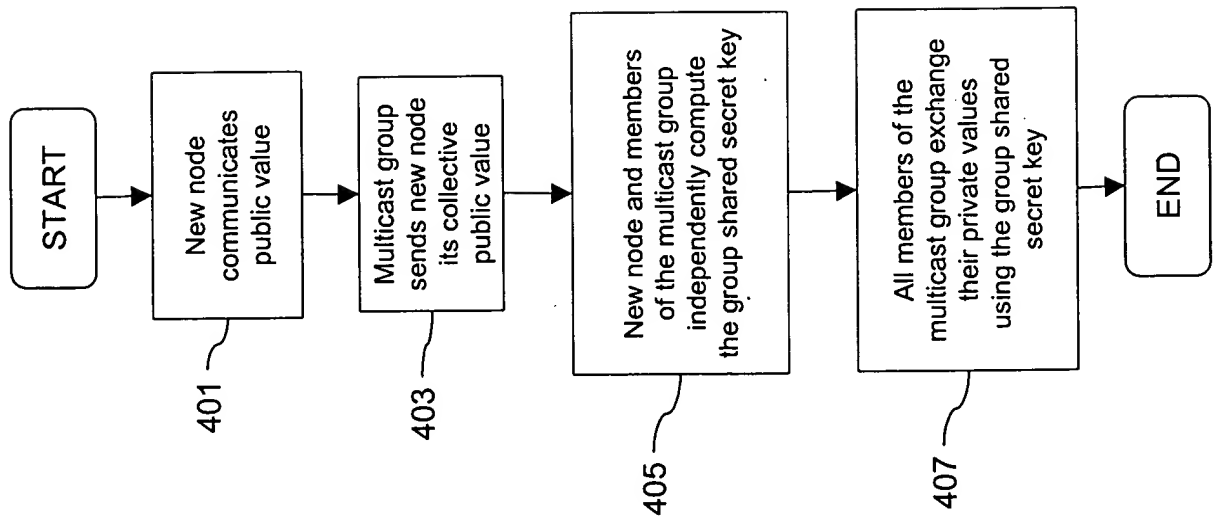 START
New node
communicates
public value
401
Multicast group
sends new node
its collective
public value
403
New node and members
of the multicast group
independently compute
the group shared secret key
405
All members of the
multicast group exchange
their private values
using the group shared
secret key
407
END